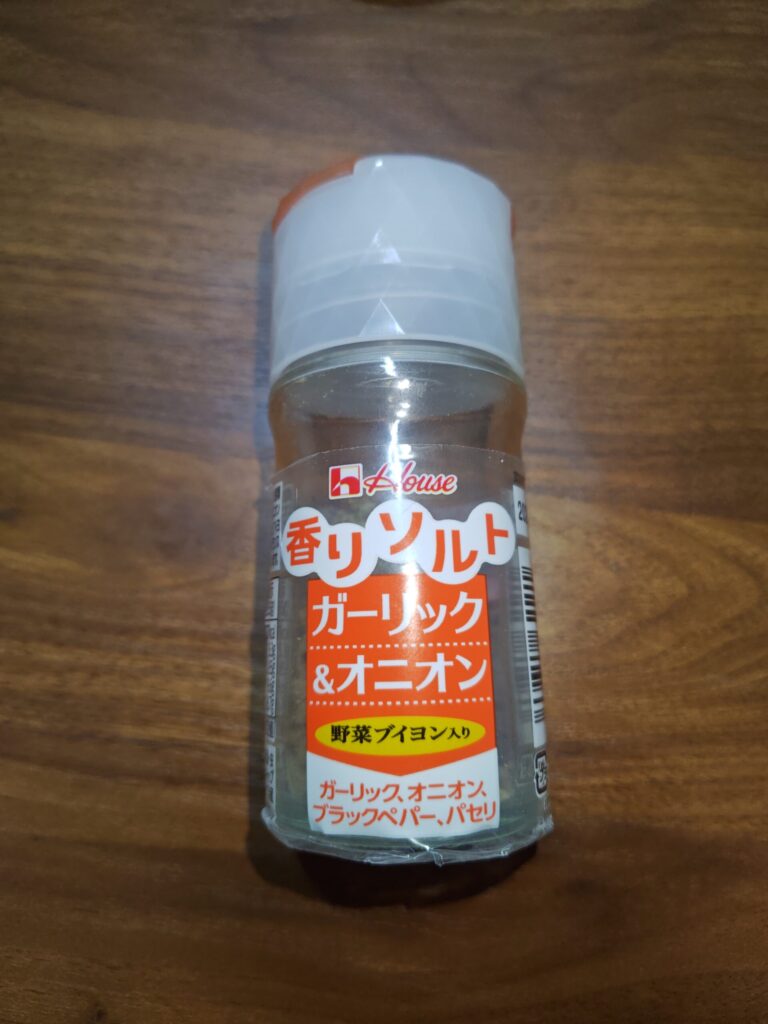 House
香りソルト
ガーリック
&オニオン
野菜ブイヨン入り
ガーリック、オニオン、
ブラックペパー、パセリ